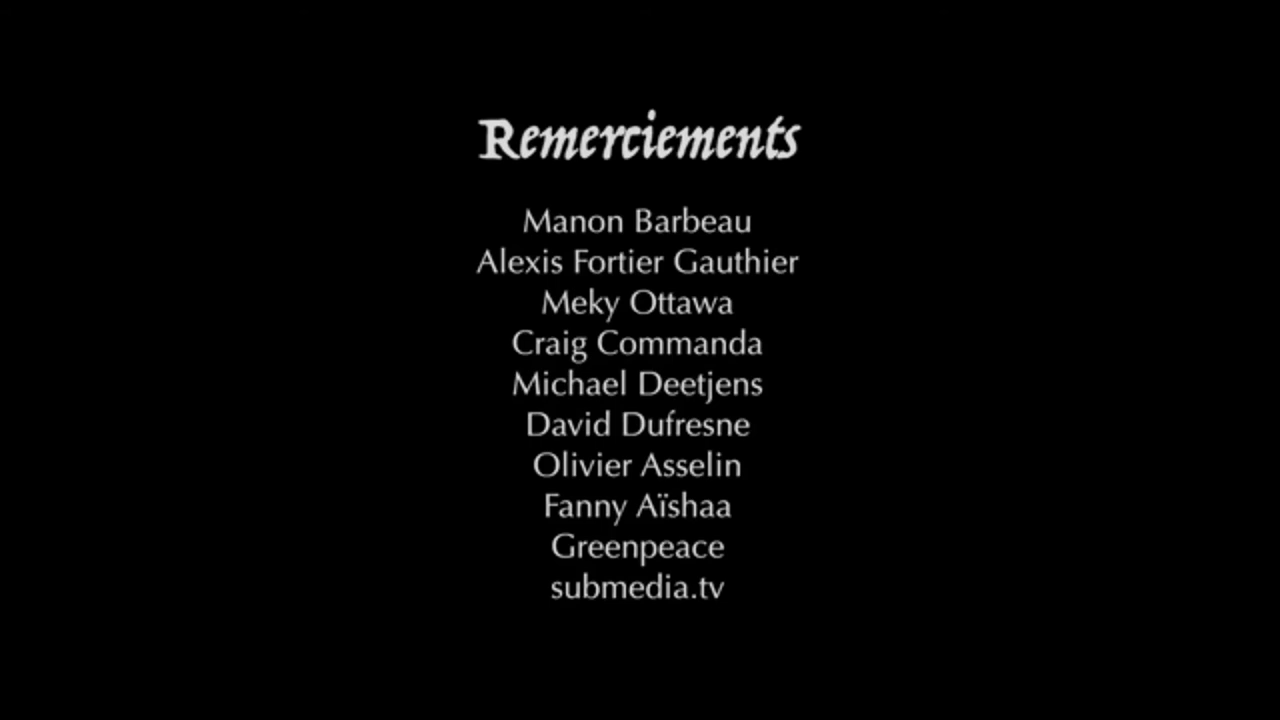 Remerciements
Manon Barbeau
Alexis Fortier Gauthier
Meky Ottawa
Craig Commanda
Michael Deetjens
David Dufresne
Olivier Asselin
Fanny Aïshaa
Greenpeace
submedia.tv